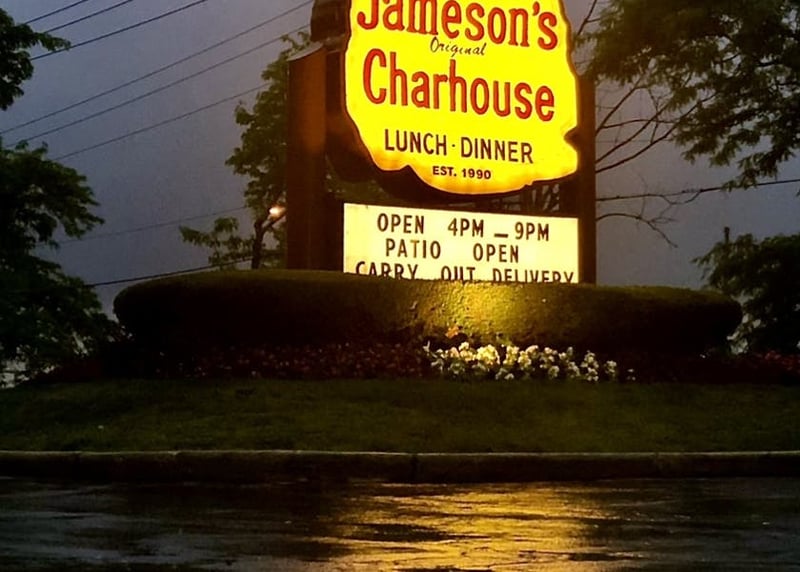 Jameson's
Original
Charhouse
LUNCH · DINNER
EST. 1990
OPEN 4PM – 9PM
PATIO OPEN
CARRY OUT DELIVERY